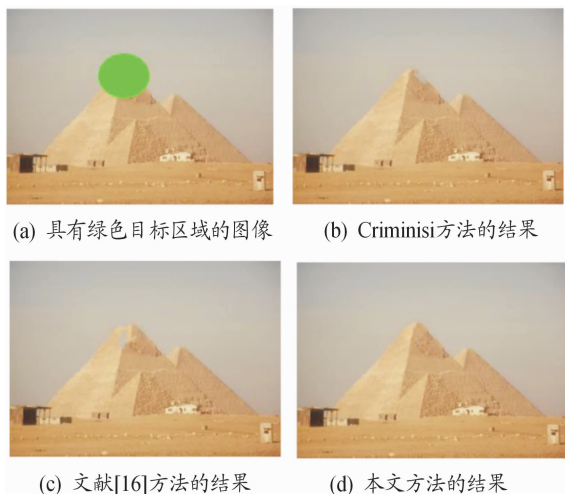 (a) 具有绿色目标区域的图像
(b) Criminisi方法的结果
(c) 文献[16]方法的结果
(d) 本文方法的结果